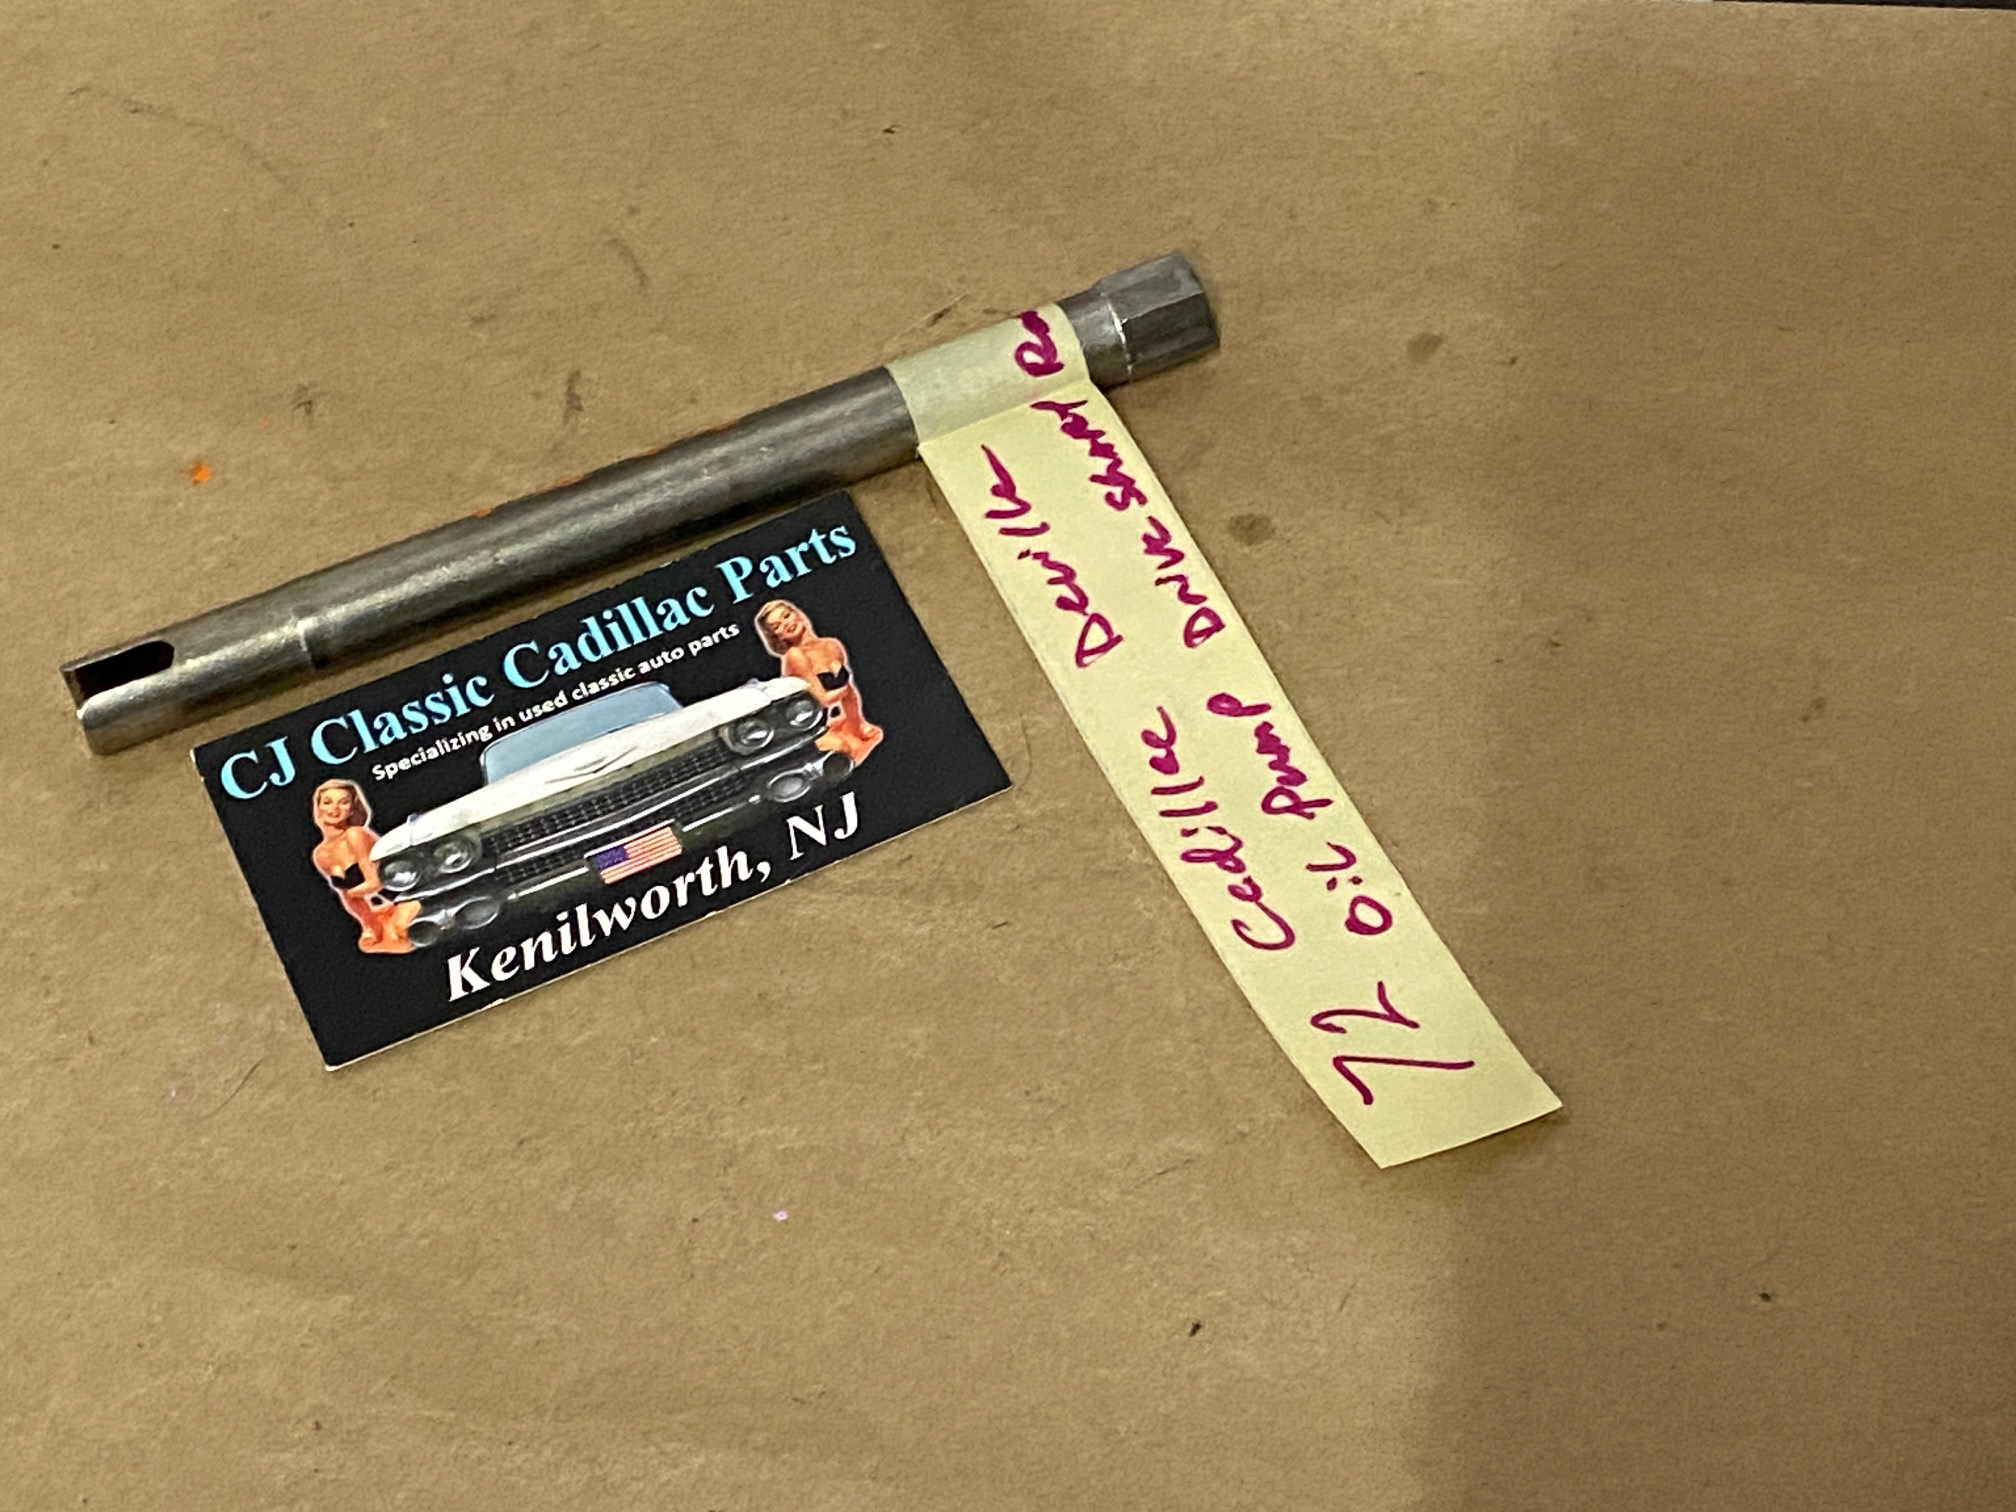 CJ Classic Cadillac Parts
Specializing in used classic auto parts
Kenilworth, NJ
72 Cadillac Deville
Oil Pump Drive Shaft